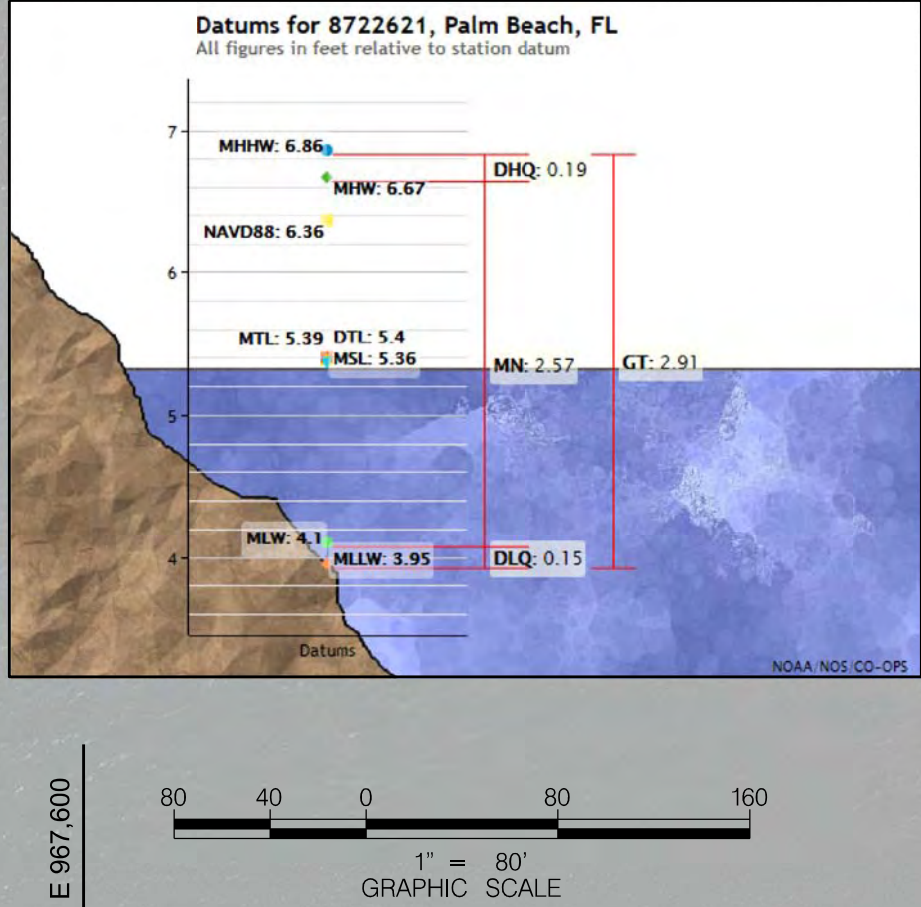 Datums for 8722621, Palm Beach, FL
All figures in feet relative to station datum
7
MHHW: 6.86
DHQ: 0.19
MHW: 6.67
NAVD88: 6.36
6
MTL: 5.39 DTL: 5.4
MSL: 5.36
MN: 2.57
GT: 2.91
5
MLW: 4.1
4
MLLW: 3.95
DLQ: 0.15
Datums
NOAA/NOS/CO-OPS
E 967,600
80 40 0 80 160
1" = 80'
GRAPHIC SCALE